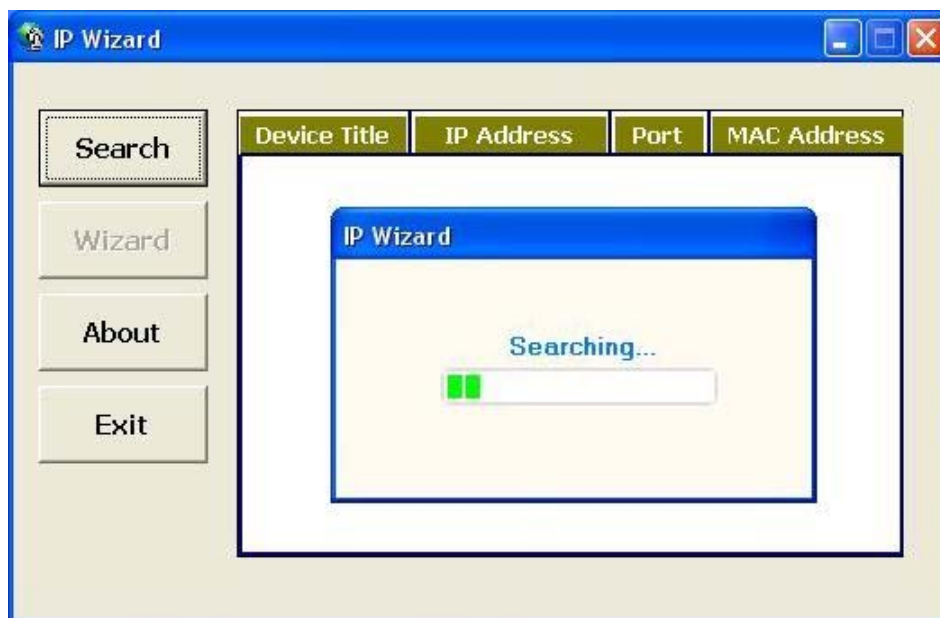 IP Wizard
Search
Wizard
About
Exit
Device Title IP Address Port MAC Address
IP Wizard
Searching...